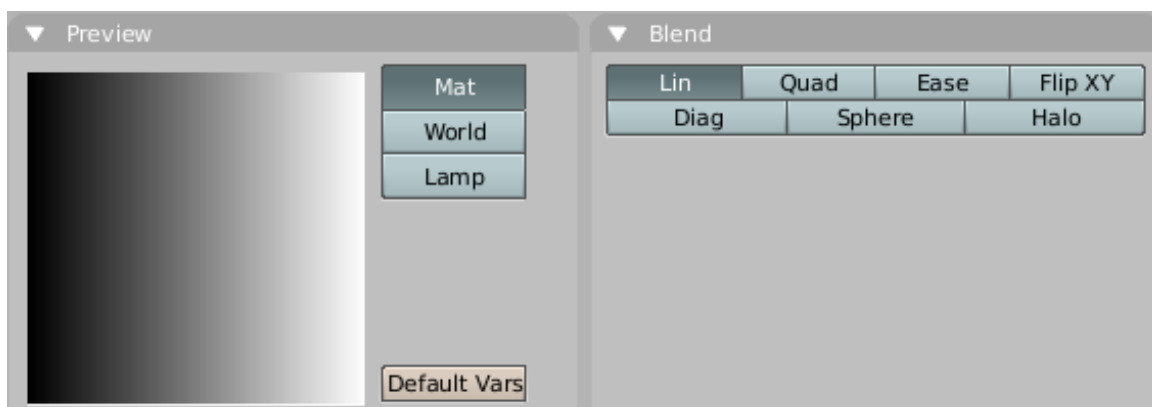 Preview
Mat
World
Lamp
Default Vars
Blend
Lin Quad Ease Flip XY
Diag Sphere Halo